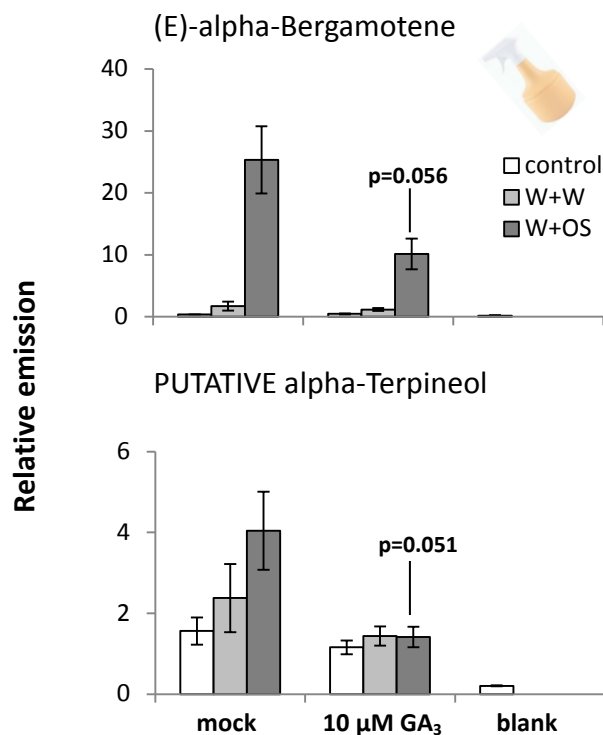 (E)-alpha-Bergamotene
40
30
20
10
0
p=0.056
control
W+W
W+OS
Relative emission
PUTATIVE alpha-Terpineol
6
4
2
0
p=0.051
mock 10 µM GA₃ blank